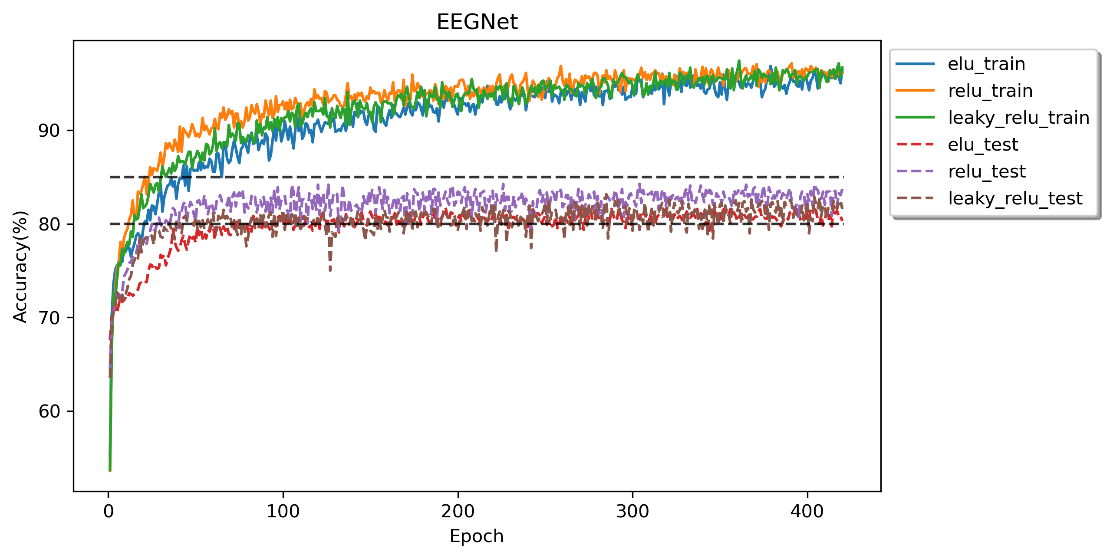 EEGNet
Accuracy(%)
90
80
70
60
0
100
200
300
400
Epoch
elu_train
relu_train
leaky_relu_train
elu_test
relu_test
leaky_relu_test